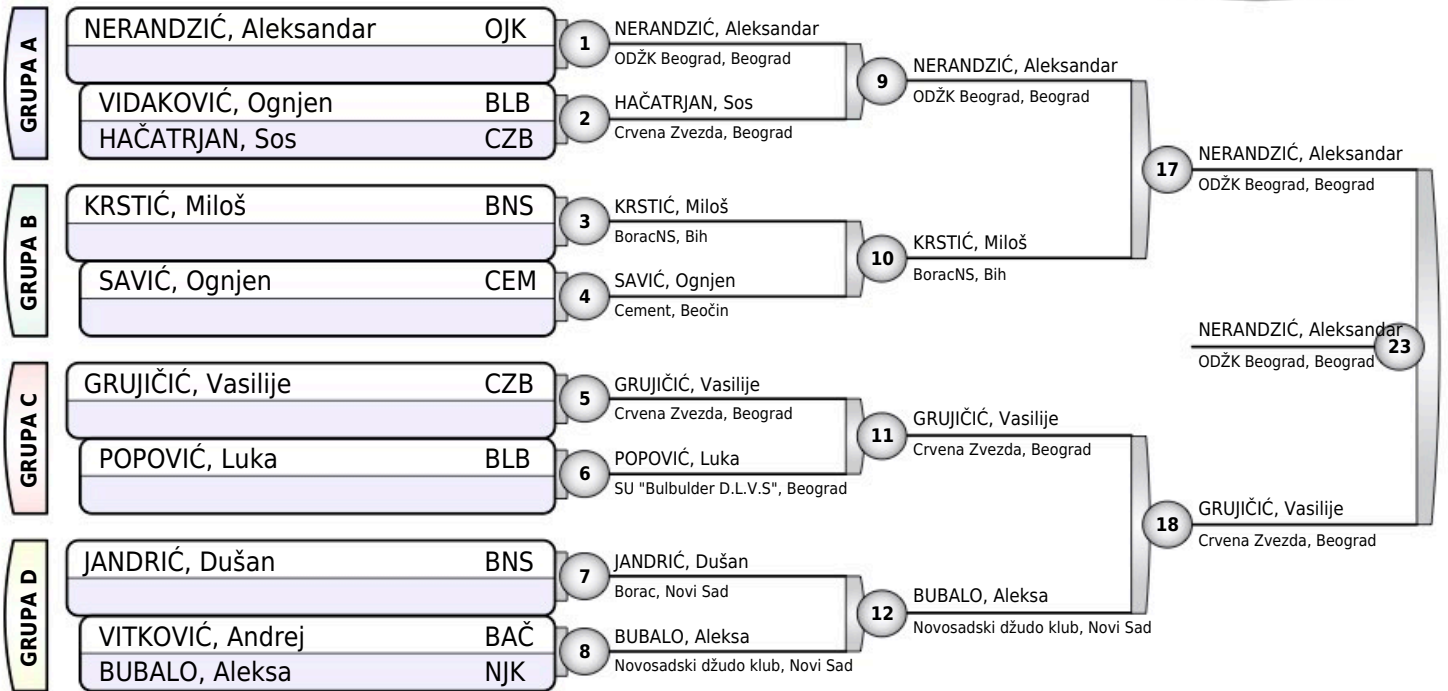 GRUPA A
NERANDZIĆ, Aleksandar OJK
VIDAKOVIĆ, Ognjen BLB
HAČATRJAN, Sos CZB
GRUPA B
KRSTIĆ, Miloš BNS
SAVIĆ, Ognjen CEM
GRUPA C
GRUJIČIĆ, Vasilije CZB
POPOVIĆ, Luka BLB
GRUPA D
JANDRIĆ, Dušan BNS
VITKOVIĆ, Andrej BAČ
BUBALO, Aleksa NJK
1
NERANDZIĆ, Aleksandar
ODŽK Beograd, Beograd
2
HAČATRJAN, Sos
Crvena Zvezda, Beograd
3
KRSTIĆ, Miloš
BoracNS, Bih
4
SAVIĆ, Ognjen
Cement, Beočin
5
GRUJIČIĆ, Vasilije
Crvena Zvezda, Beograd
6
POPOVIĆ, Luka
SU "Bulbulder D.L.V.S", Beograd
7
JANDRIĆ, Dušan
Borac, Novi Sad
8
BUBALO, Aleksa
Novosadski džudo klub, Novi Sad
9
NERANDZIĆ, Aleksandar
ODŽK Beograd, Beograd
10
KRSTIĆ, Miloš
BoracNS, Bih
11
GRUJIČIĆ, Vasilije
Crvena Zvezda, Beograd
12
BUBALO, Aleksa
Novosadski džudo klub, Novi Sad
17
NERANDZIĆ, Aleksandar
ODŽK Beograd, Beograd
18
GRUJIČIĆ, Vasilije
Crvena Zvezda, Beograd
NERANDZIĆ, Aleksandar
ODŽK Beograd, Beograd
23